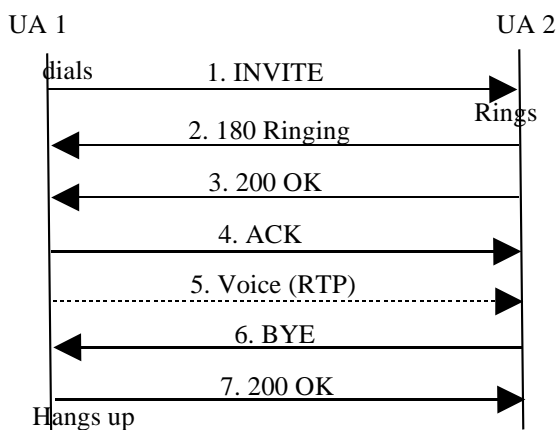 UA 1
UA 2
dials
1. INVITE
Rings
2. 180 Ringing
3. 200 OK
4. ACK
5. Voice (RTP)
6. BYE
7. 200 OK
Hangs up